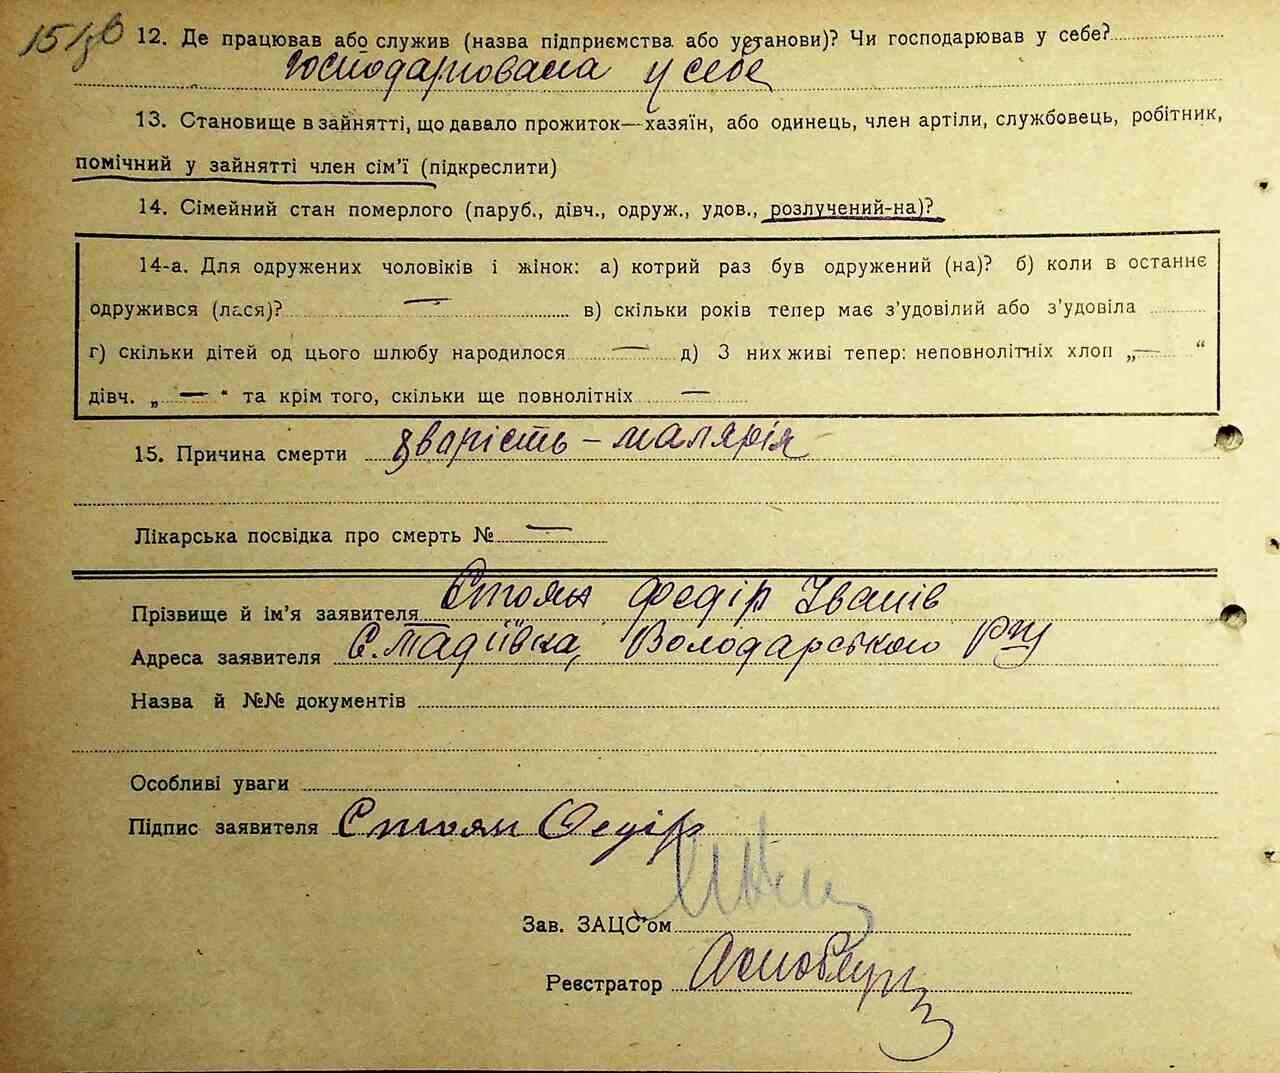 15/зв 12. Де працював або служив (назва підприємства або установи)? Чи господарював у себе?
Господарювала у себе
13. Становище в зайнятті, що давало прожиток—хазяїн, або одинець, член артіли, службовець, робітник,
помічний у зайнятті член сім'ї (підкреслити)
14. Сімейний стан померлого (паруб., дівч., одруж., удов., розлучений-на)?
14-а. Для одружених чоловіків і жінок: а) котрий раз був одружений (на)? б) коли в останнє
одружився (лася)? — в) скільки років тепер має з'удовілий або з'удовіла
г) скільки дітей од цього шлюбу народилося — д) З них живі тепер: неповнолітніх хлоп „—“
дівч. „—“ та крім того, скільки ще повнолітніх —
15. Причина смерти хварість – малярія
Лікарська посвідка про смерть № —
Прізвище й ім'я заявителя Стоян Федір Іванів
Адреса заявителя С. Тадіївка, Володарського
Назва й №№ документів
Особливі уваги
Підпис заявителя Стоян Федір
Зав. ЗАЦС'ом
Реєстратор